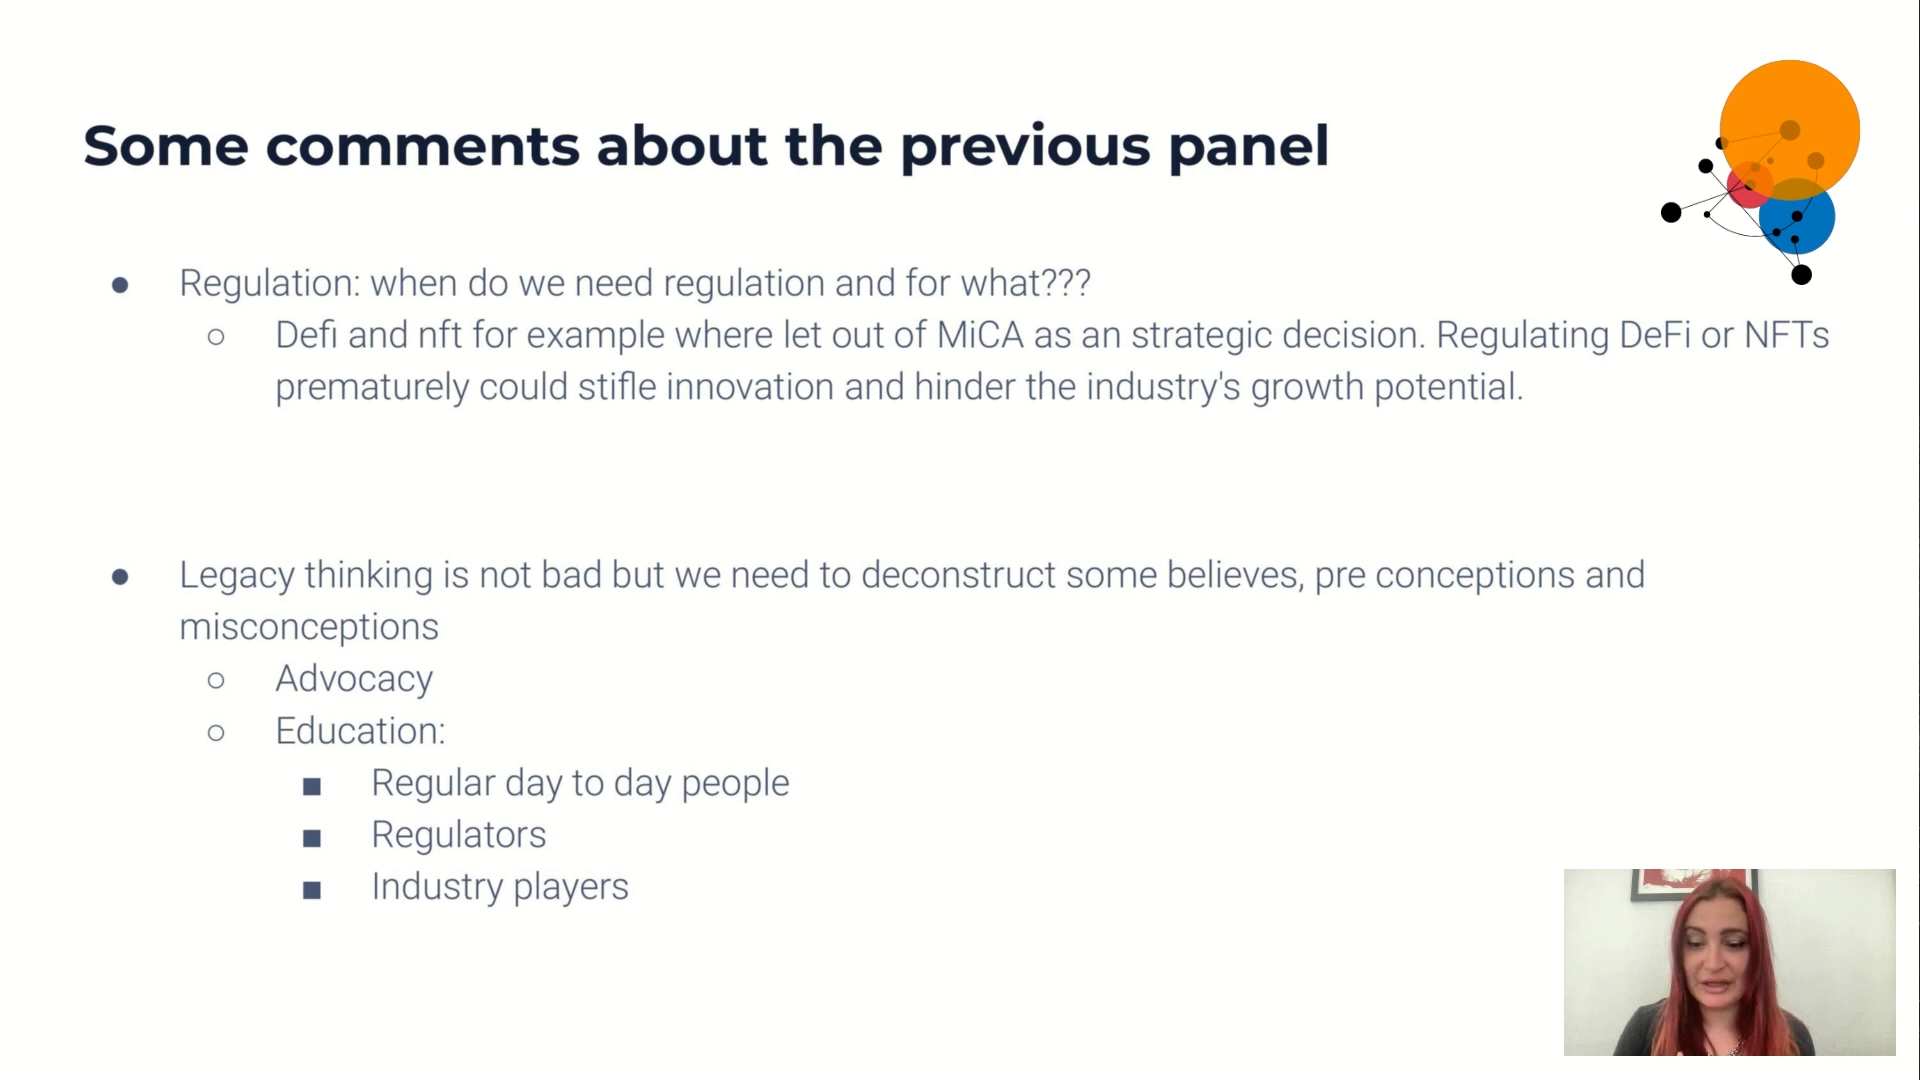 Some comments about the previous panel
Regulation: when do we need regulation and for what???
Defi and nft for example where let out of MiCA as an strategic decision. Regulating DeFi or NFTs
prematurely could stifle innovation and hinder the industry's growth potential.
Legacy thinking is not bad but we need to deconstruct some believes, pre conceptions and
misconceptions
Advocacy
Education:
Regular day to day people
Regulators
Industry players